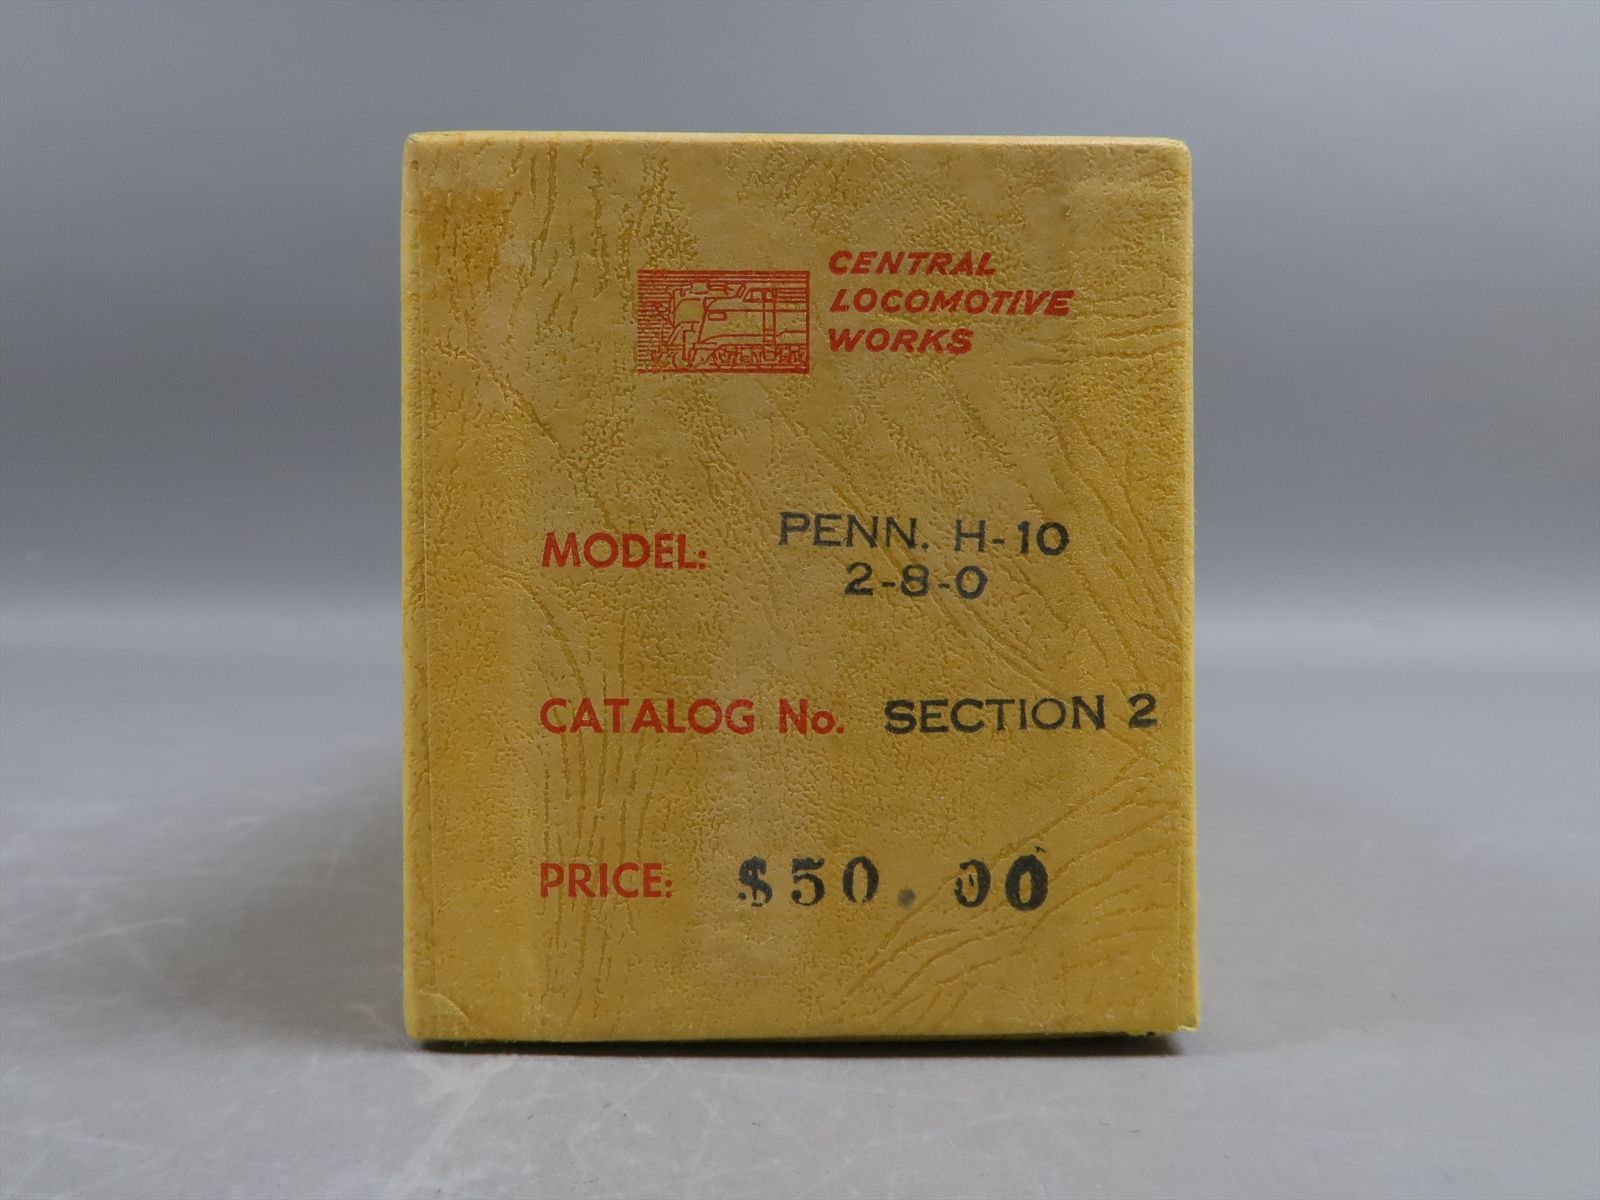 CENTRAL
LOCOMOTIVE
WORKS
MODEL: PENN. H-10
2-8-0
CATALOG No. SECTION 2
PRICE: $50.00